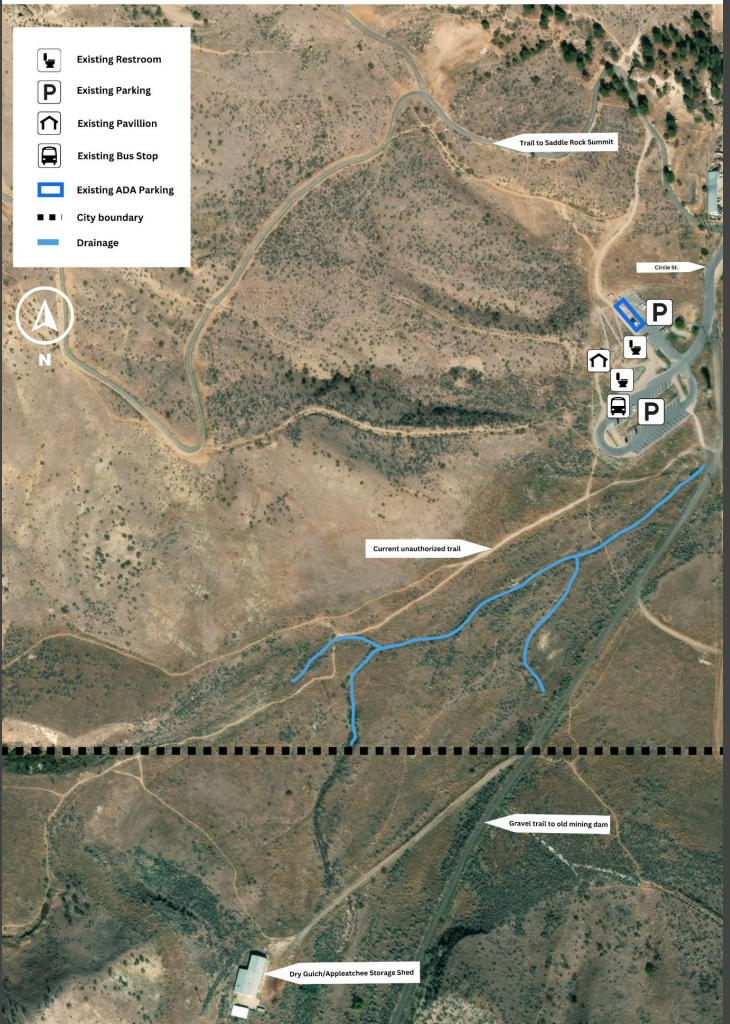 Existing Restroom
P Existing Parking
Existing Pavillion
Existing Bus Stop
Existing ADA Parking
City boundary
Drainage
Trail to Saddle Rock Summit
Circle St.
N
P
P
Current unauthorized trail
Gravel trail to old mining dam
Dry Gulch/Appleatchee Storage Shed